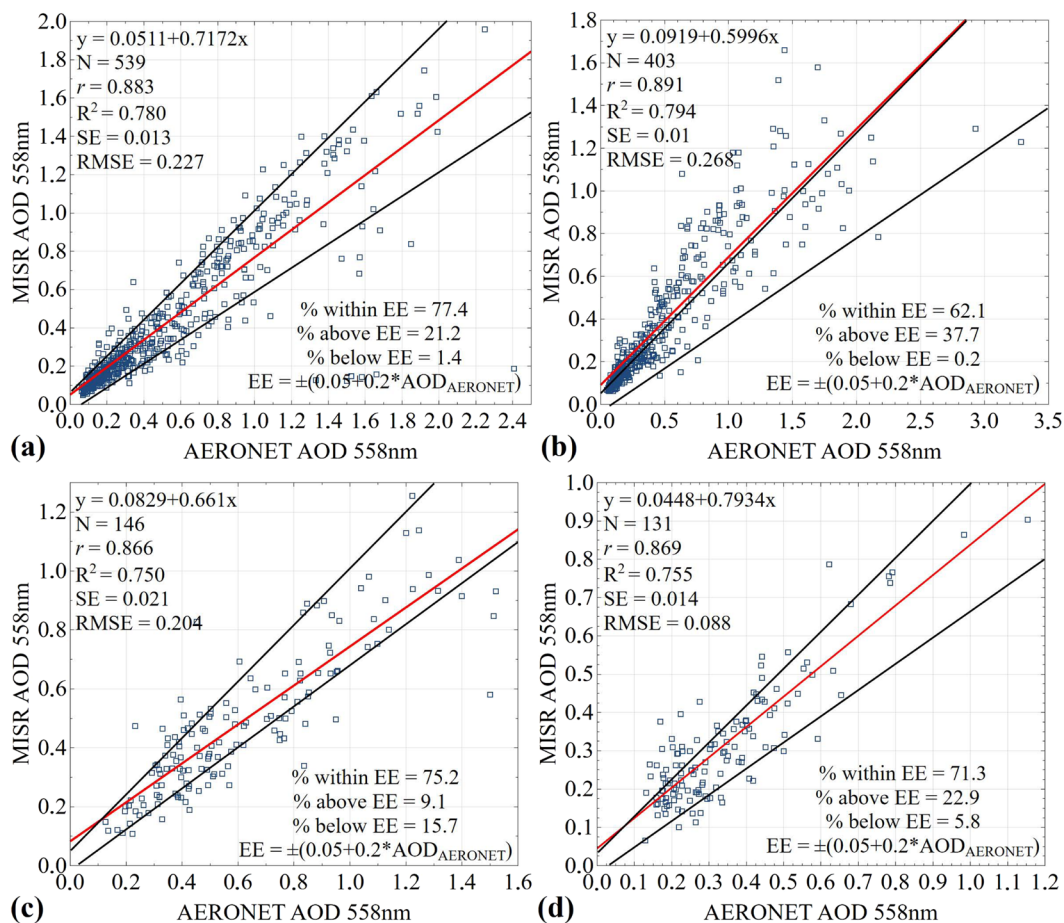 y = 0.0511+0.7172x
N = 539
r = 0.883
R² = 0.780
SE = 0.013
RMSE = 0.227
% within EE = 77.4
% above EE = 21.2
% below EE = 1.4
EE = ±(0.05+0.2*AOD_AERONET)
MISR AOD 558nm
2.0
1.8
1.6
1.4
1.2
1.0
0.8
0.6
0.4
0.2
0.0
0.0 0.2 0.4 0.6 0.8 1.0 1.2 1.4 1.6 1.8 2.0 2.2 2.4
(a) AERONET AOD 558nm
y = 0.0919+0.5996x
N = 403
r = 0.891
R² = 0.794
SE = 0.01
RMSE = 0.268
% within EE = 62.1
% above EE = 37.7
% below EE = 0.2
EE = ±(0.05+0.2*AOD_AERONET)
MISR AOD 558nm
1.8
1.6
1.4
1.2
1.0
0.8
0.6
0.4
0.2
0.0
0.0 0.5 1.0 1.5 2.0 2.5 3.0 3.5
(b) AERONET AOD 558nm
y = 0.0829+0.661x
N = 146
r = 0.866
R² = 0.750
SE = 0.021
RMSE = 0.204
% within EE = 75.2
% above EE = 9.1
% below EE = 15.7
EE = ±(0.05+0.2*AOD_AERONET)
MISR AOD 558nm
1.2
1.0
0.8
0.6
0.4
0.2
0.0
0.0 0.2 0.4 0.6 0.8 1.0 1.2 1.4 1.6
(c) AERONET AOD 558nm
y = 0.0448+0.7934x
N = 131
r = 0.869
R² = 0.755
SE = 0.014
RMSE = 0.088
% within EE = 71.3
% above EE = 22.9
% below EE = 5.8
EE = ±(0.05+0.2*AOD_AERONET)
MISR AOD 558nm
1.0
0.9
0.8
0.7
0.6
0.5
0.4
0.3
0.2
0.1
0.0
0.0 0.1 0.2 0.3 0.4 0.5 0.6 0.7 0.8 0.9 1.0 1.1 1.2
(d) AERONET AOD 558nm